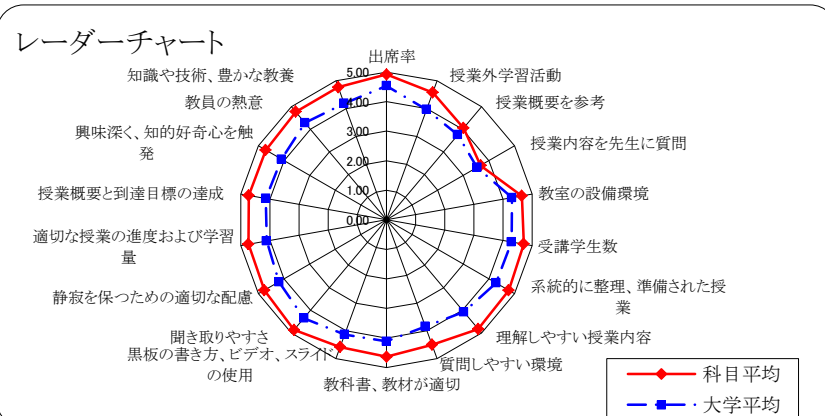 レーダーチャート
出席率
授業外学習活動
授業概要を参考
授業内容を先生に質問
教室の設備環境
受講学生数
系統的に整理、準備された授
業
理解しやすい授業内容
質問しやすい環境
教科書、教材が適切
黒板の書き方、ビデオ、スライド
の使用
聞き取りやすさ
静寂を保つための適切な配慮
適切な授業の進度および学習
量
授業概要と到達目標の達成
興味深く、知的好奇心を触
発
教員の熱意
知識や技術、豊かな教養
5.00
4.00
3.00
2.00
1.00
0.00
科目平均
大学平均